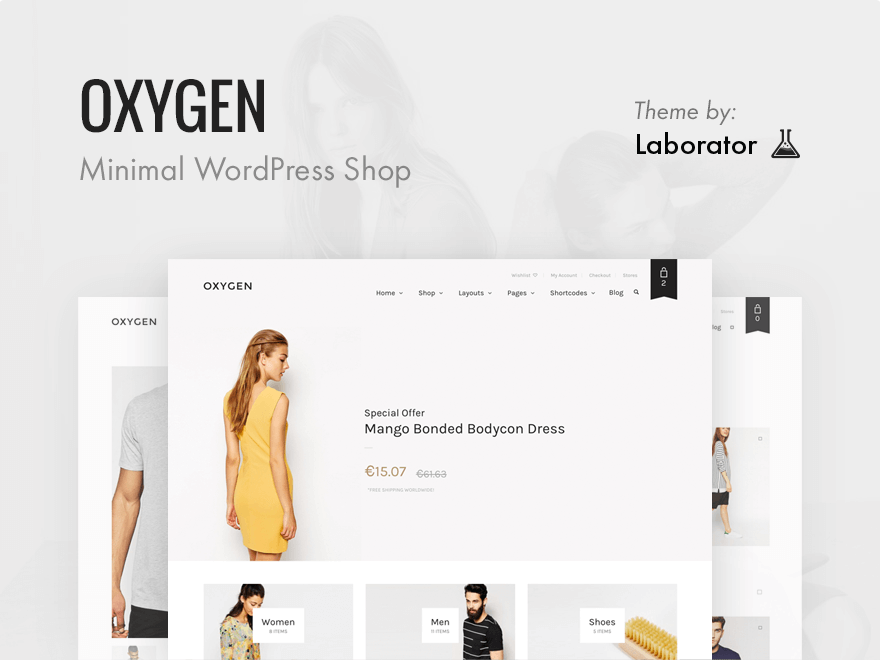 OXYGEN
Minimal WordPress Shop
Theme by:
Laborator
OXYGEN
Wishlist My Account Checkout Stores
2
Home Shop Layouts Pages Shortcodes Blog
OXYGEN
Stores
0
log
Special Offer
Mango Bonded Bodycon Dress
€15.07 €61.63
*FREE SHIPPING WORLDWIDE!
Women
8 ITEMS
Men
11 ITEMS
Shoes
5 ITEMS